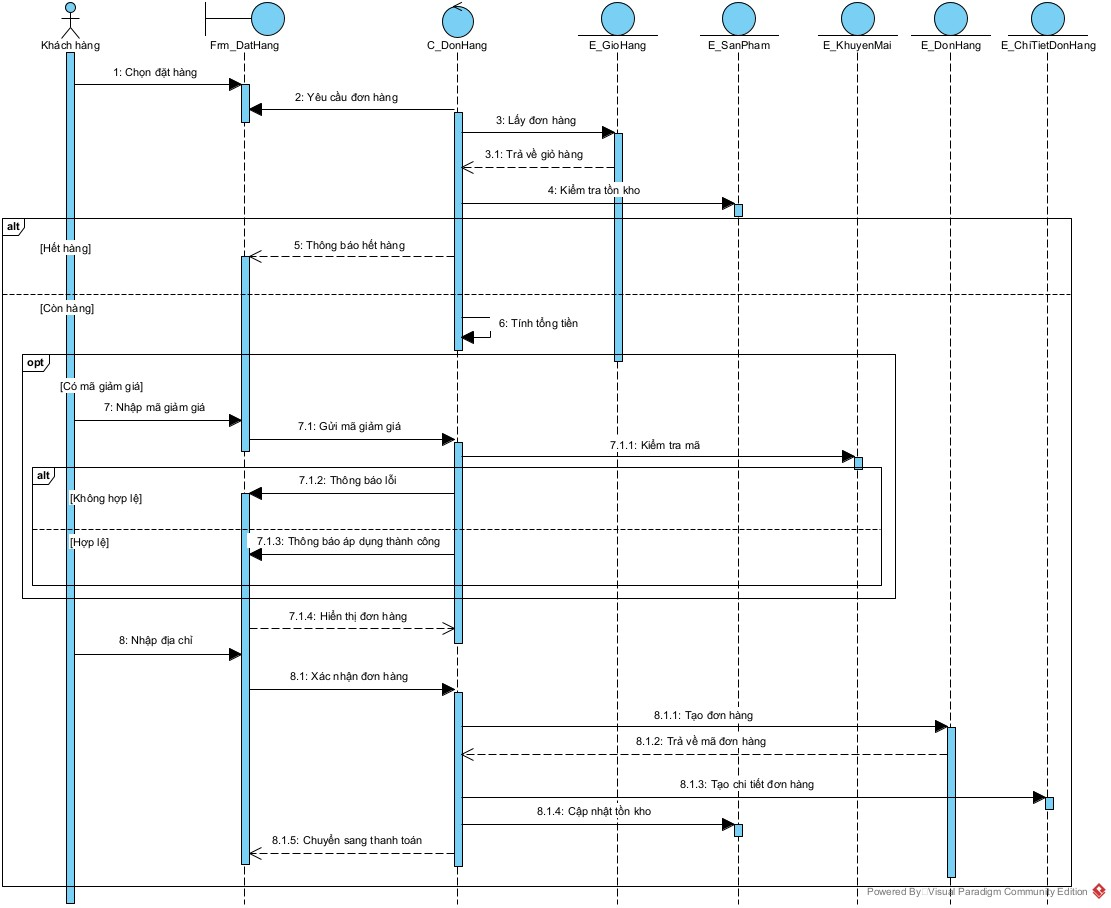 Khách hàng
Frm_DatHang
C_DonHang
E_GioHang
E_SanPham
E_KhuyenMai
E_DonHang
E_ChiTietDonHang
1: Chọn đặt hàng
2: Yêu cầu đơn hàng
3: Lấy đơn hàng
3.1: Trả về giỏ hàng
4: Kiểm tra tồn kho
alt
[Hết hàng]
5: Thông báo hết hàng
[Còn hàng]
6: Tính tổng tiền
opt
[Có mã giảm giá]
7: Nhập mã giảm giá
7.1: Gửi mã giảm giá
7.1.1: Kiểm tra mã
alt
7.1.2: Thông báo lỗi
[Không hợp lệ]
[Hợp lệ]
7.1.3: Thông báo áp dụng thành công
7.1.4: Hiển thị đơn hàng
8: Nhập địa chỉ
8.1: Xác nhận đơn hàng
8.1.1: Tạo đơn hàng
8.1.2: Trả về mã đơn hàng
8.1.3: Tạo chi tiết đơn hàng
8.1.4: Cập nhật tồn kho
8.1.5: Chuyển sang thanh toán
Powered By: Visual Paradigm Community Edition